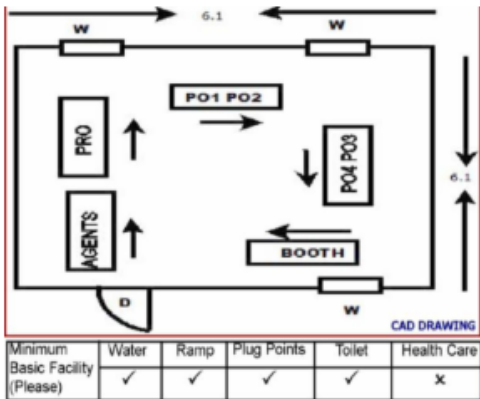 6.1
W
W
PO1 PO2
PRO
PO4 PO3
6.1
AGENTS
BOOTH
D
W
CAD DRAWING
Minimum Basic Facility (Please) Water Ramp Plug Points Toilet Health Care
✓ ✓ ✓ ✓ x